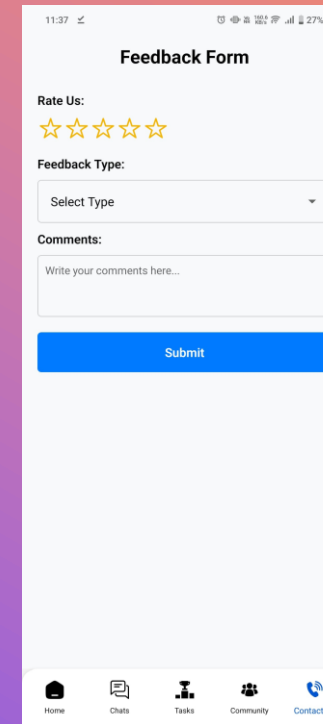 11:37
27%
Feedback Form
Rate Us:
Feedback Type:
Select Type
Comments:
Write your comments here...
Submit
Home Chats Tasks Community Contact